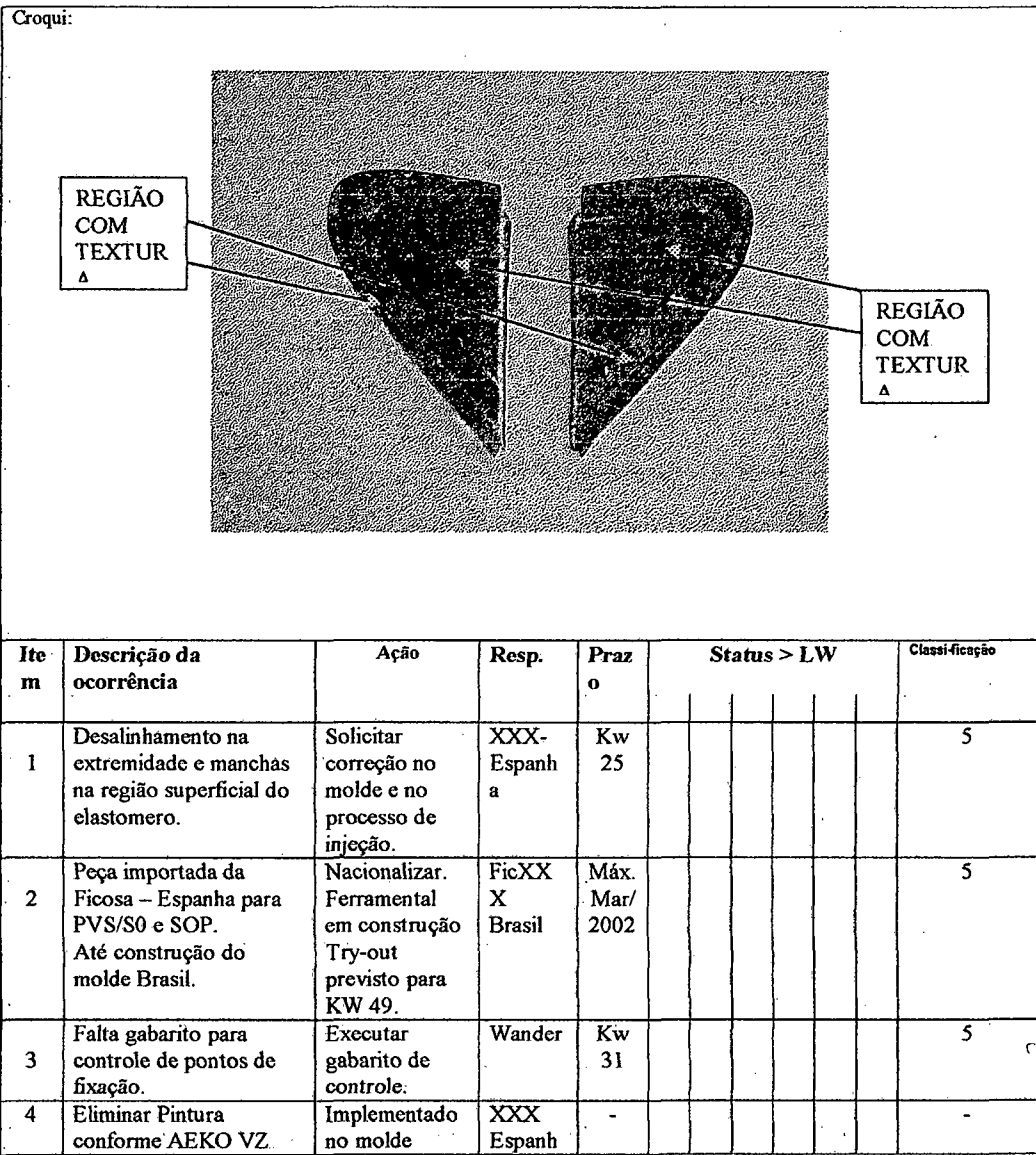 Croqui:
REGIÃO
COM
TEXTUR
A
REGIÃO
COM
TEXTUR
A
Ite
m
Descrição da
ocorrência
Ação
Resp.
Praz
o
Status > LW
Classi-ficação
1
Desalinhamento na
extremidade e manchas
na região superficial do
elastomero.
Solicitar
correção no
molde e no
processo de
injeção.
XXX-
Espanh
a
Kw
25
5
2
Peça importada da
Ficosa – Espanha para
PVS/S0 e SOP.
Até construção do
molde Brasil.
Nacionalizar.
Ferramental
em construção
Try-out
previsto para
KW 49.
FicXX
X
Brasil
Máx.
Mar/
2002
5
3
Falta gabarito para
controle de pontos de
fixação.
Executar
gabarito de
controle.
Wander
Kw
31
5
4
Eliminar Pintura
conforme AEKO VZ
Implementado
no molde
XXX
Espanh
-
-